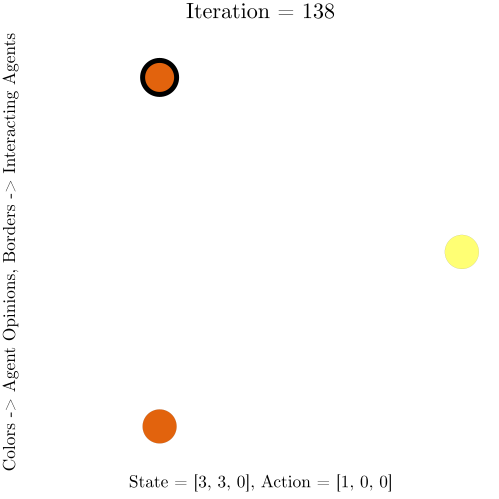 Iteration = 138
Colors -> Agent Opinions, Borders -> Interacting Agents
State = [3, 3, 0], Action = [1, 0, 0]